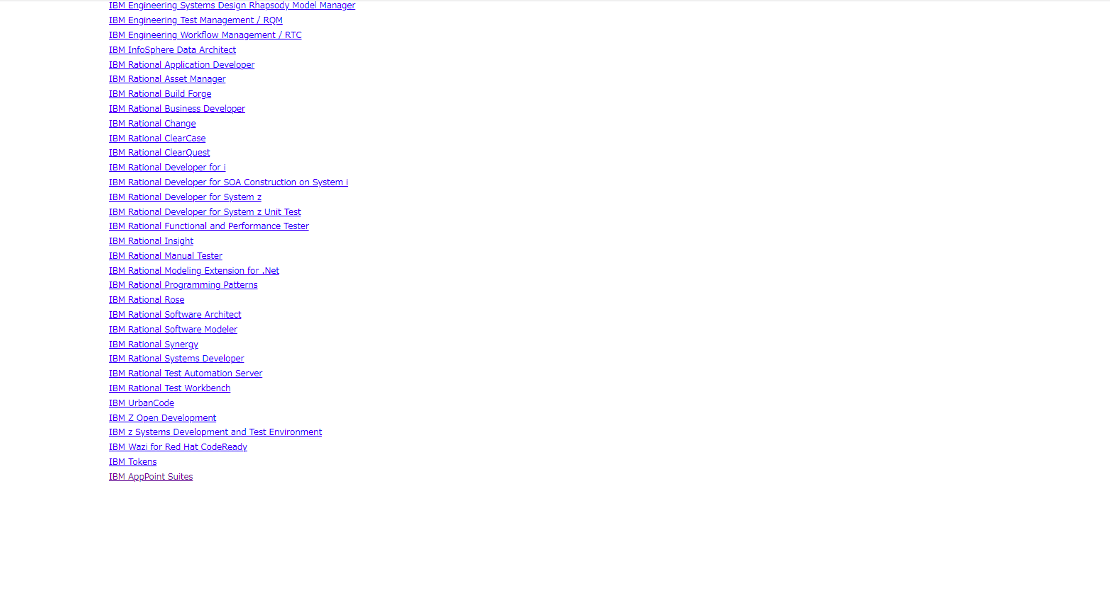 IBM Engineering Systems Design Rhapsody Model Manager
IBM Engineering Test Management / RQM
IBM Engineering Workflow Management / RTC
IBM InfoSphere Data Architect
IBM Rational Application Developer
IBM Rational Asset Manager
IBM Rational Build Forge
IBM Rational Business Developer
IBM Rational Change
IBM Rational ClearCase
IBM Rational ClearQuest
IBM Rational Developer for i
IBM Rational Developer for SOA Construction on System i
IBM Rational Developer for System z
IBM Rational Developer for System z Unit Test
IBM Rational Functional and Performance Tester
IBM Rational Insight
IBM Rational Manual Tester
IBM Rational Modeling Extension for .Net
IBM Rational Programming Patterns
IBM Rational Rose
IBM Rational Software Architect
IBM Rational Software Modeler
IBM Rational Synergy
IBM Rational Systems Developer
IBM Rational Test Automation Server
IBM Rational Test Workbench
IBM UrbanCode
IBM Z Open Development
IBM z Systems Development and Test Environment
IBM Wazi for Red Hat CodeReady
IBM Tokens
IBM AppPoint Suites